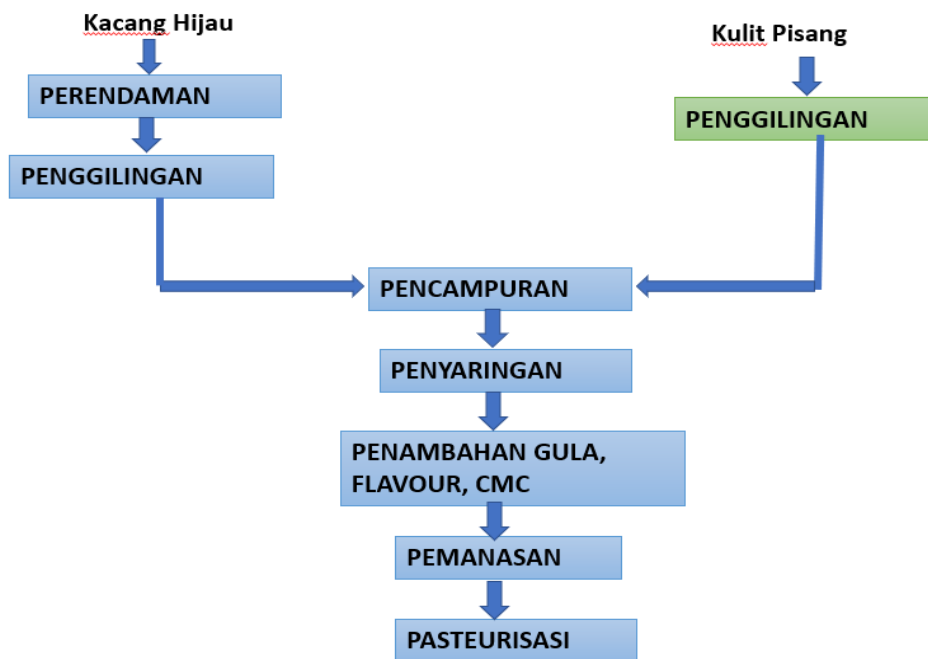 Kacang Hijau
Kulit Pisang
PERENDAMAN
PENGGILINGAN
PENGGILINGAN
PENCAMPURAN
PENYARINGAN
PENAMBAHAN GULA,
FLAVOUR, CMC
PEMANASAN
PASTEURISASI